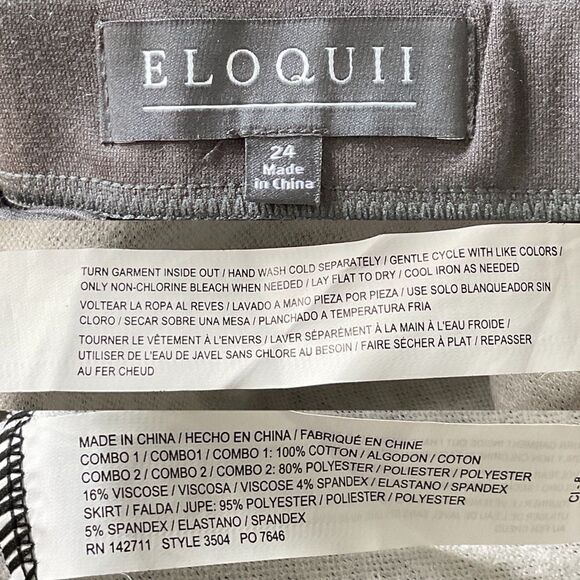 ELOQUII
24
Made
in China
TURN GARMENT INSIDE OUT / HAND WASH COLD SEPARATELY / GENTLE CYCLE WITH LIKE COLORS /
ONLY NON-CHLORINE BLEACH WHEN NEEDED / LAY FLAT TO DRY / COOL IRON AS NEEDED
VOLTEAR LA ROPA AL REVES / LAVADO A MANO PIEZA POR PIEZA / USE SOLO BLANQUEADOR SIN
CLORO / SECAR SOBRE UNA MESA / PLANCHADO A TEMPERATURA FRIA
TOURNER LE VÊTEMENT À L'ENVERS / LAVER SÉPARÉMENT À LA MAIN À L'EAU FROIDE /
UTILISER DE L'EAU DE JAVEL SANS CHLORE AU BESOIN / FAIRE SÉCHER À PLAT / REPASSER
AU FER CHEUD
MADE IN CHINA / HECHO EN CHINA / FABRIQUÉ EN CHINE
COMBO 1 / COMBO1 / COMBO 1: 100% COTTON / ALGODON / COTON
COMBO 2 / COMBO 2 / COMBO 2: 80% POLYESTER / POLIESTER / POLYESTER
16% VISCOSE / VISCOSA / VISCOSE 4% SPANDEX / ELASTANO / SPANDEX
SKIRT / FALDA / JUPE: 95% POLYESTER / POLIESTER / POLYESTER
5% SPANDEX / ELASTANO / SPANDEX
RN 142711 STYLE 3504 PO 7646